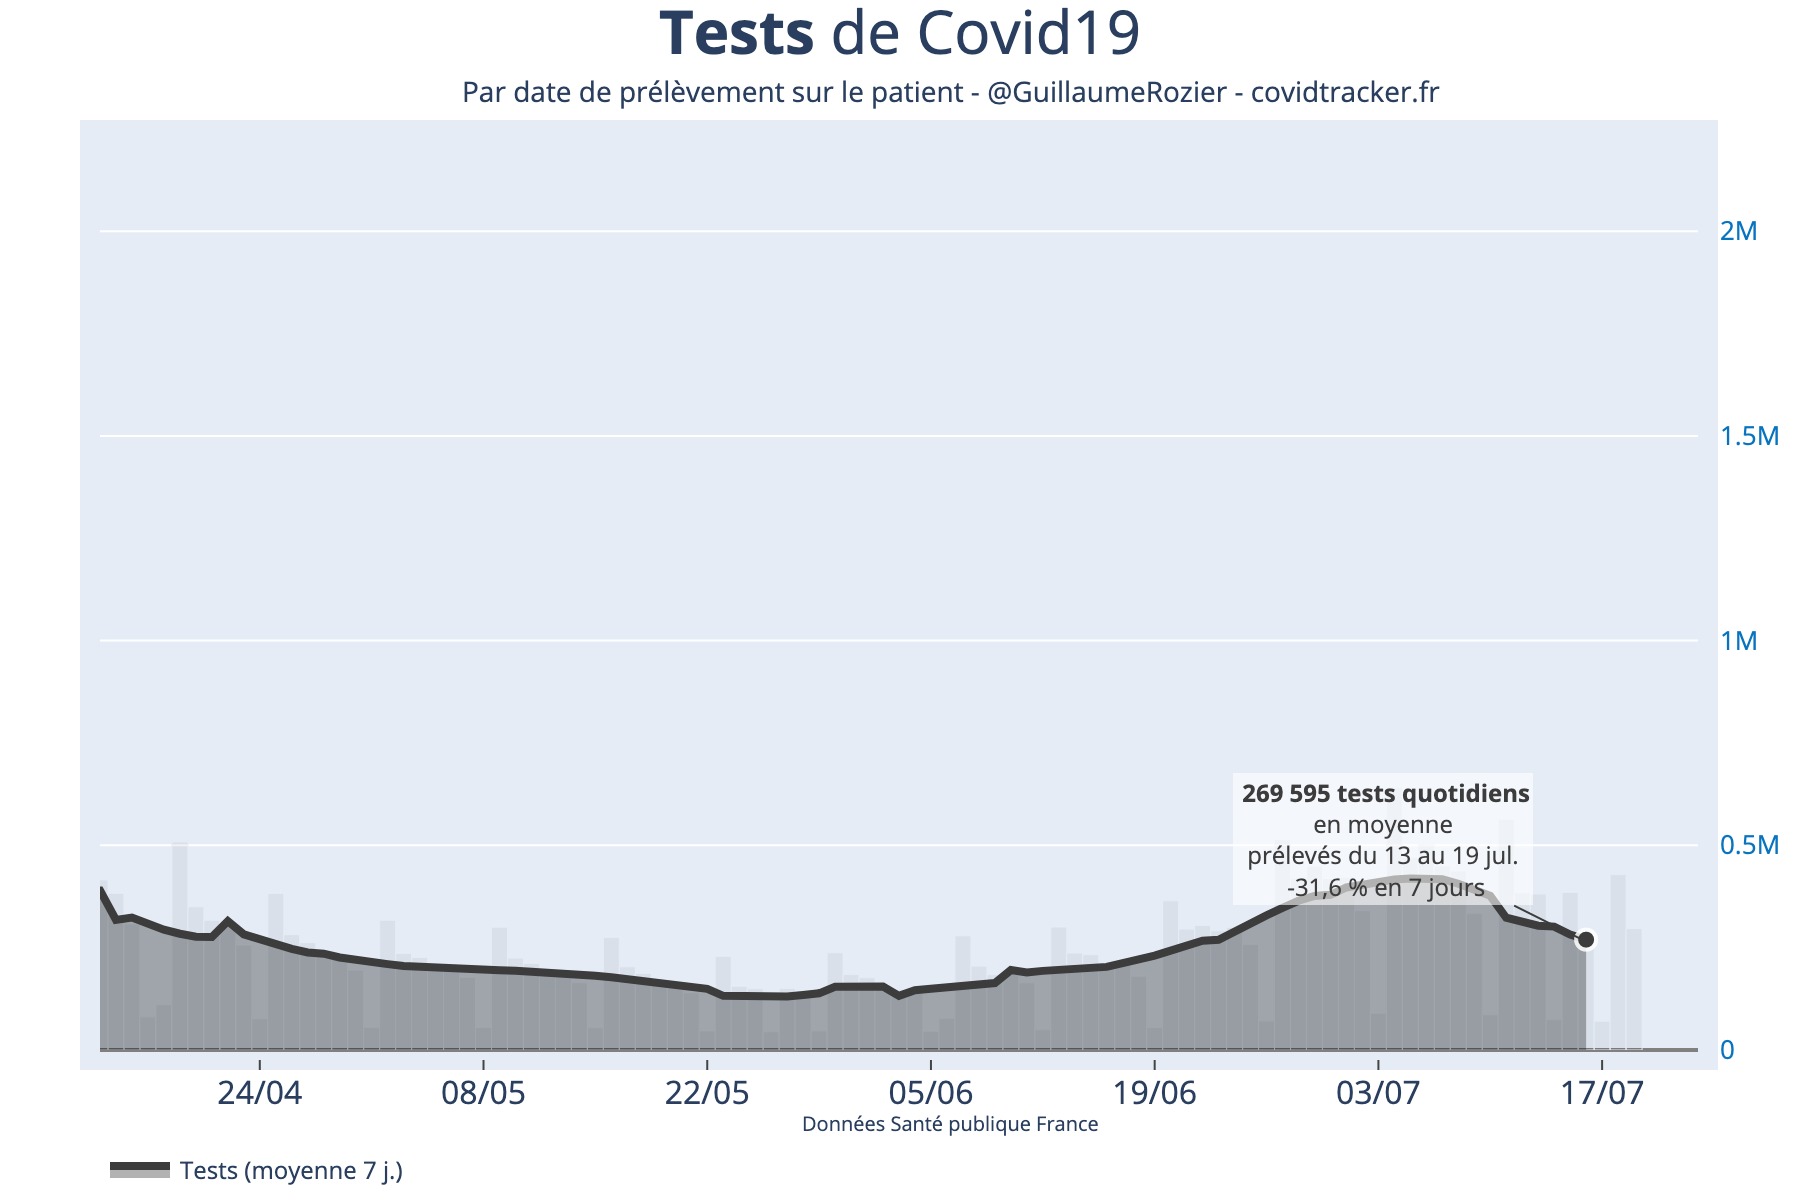 Tests de Covid19
Par date de prélèvement sur le patient - @GuillaumeRozier - covidtracker.fr
2M
1.5M
1M
269 595 tests quotidiens
en moyenne
prélevés du 13 au 19 jul.
-31,6 % en 7 jours
0.5M
0
24/04 08/05 22/05 05/06 19/06 03/07 17/07
Données Santé publique France
Tests (moyenne 7 j.)